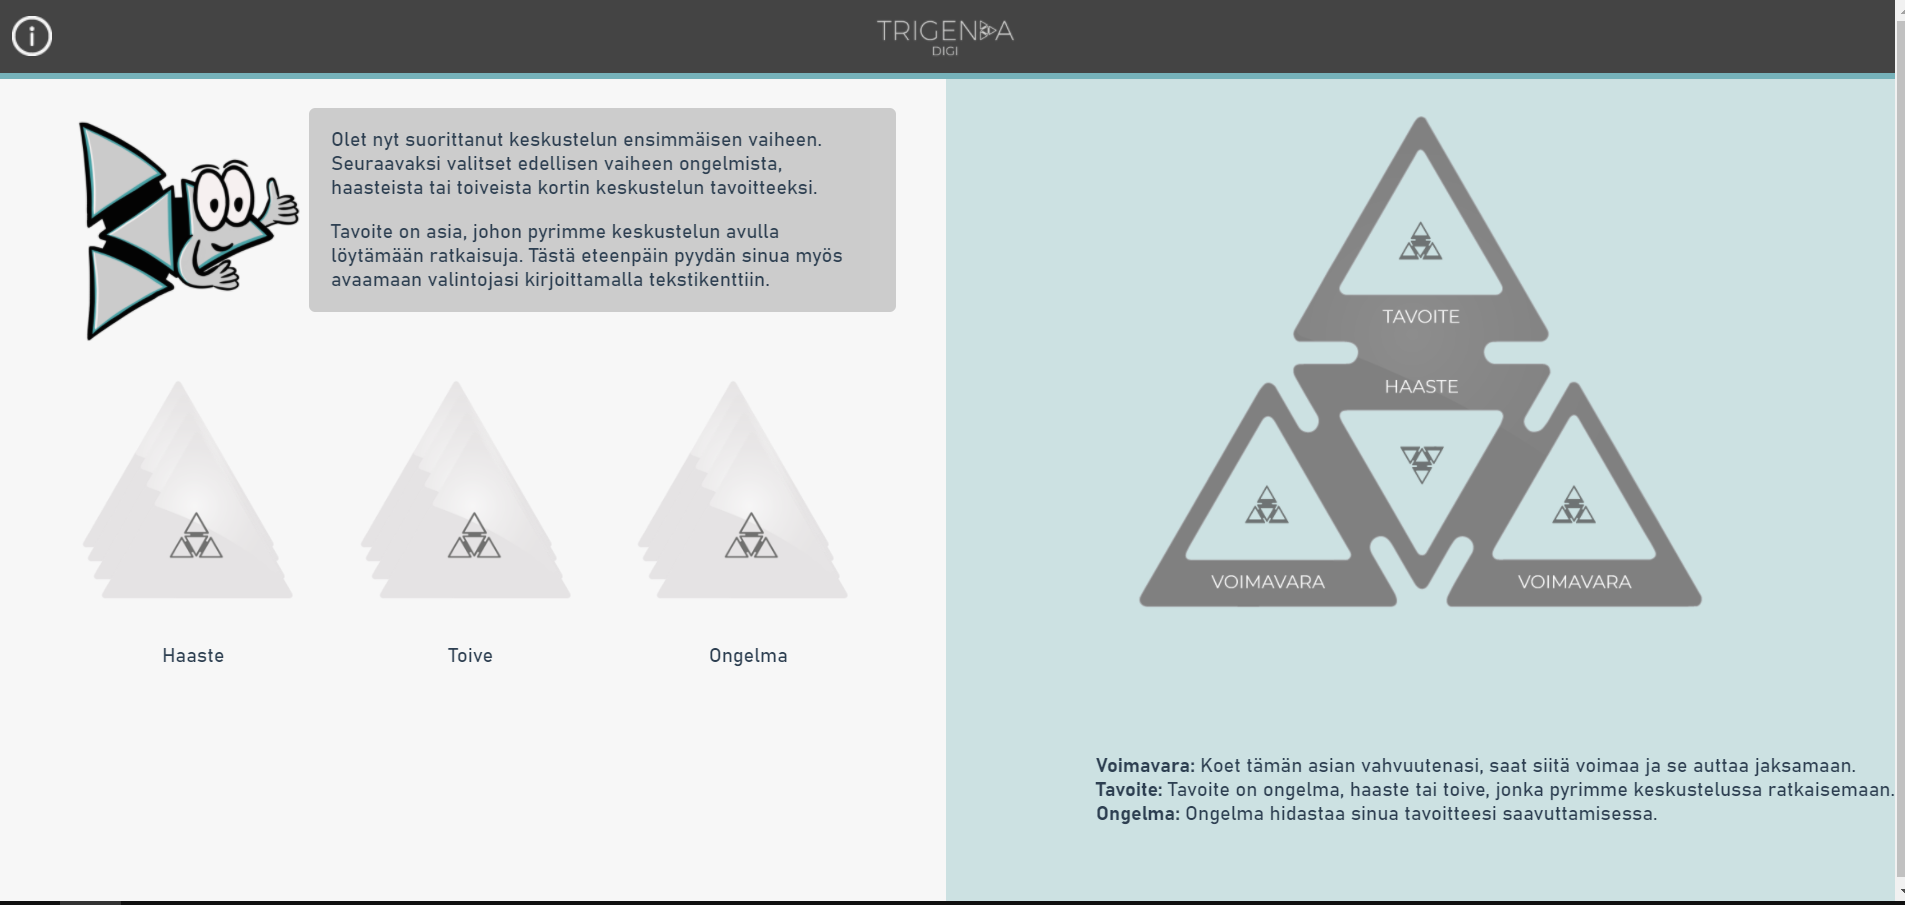 TRIGENDA
DIGI
Olet nyt suorittanut keskustelun ensimmäisen vaiheen.
Seuraavaksi valitset edellisen vaiheen ongelmista,
haasteista tai toiveista kortin keskustelun tavoitteeksi.
Tavoite on asia, johon pyrimme keskustelun avulla
löytämään ratkaisuja. Tästä eteenpäin pyydän sinua myös
avaamaan valintojasi kirjoittamalla tekstikenttiin.
Haaste
Toive
Ongelma
TAVOITE
HAASTE
VOIMAVARA
VOIMAVARA
Voimavara: Koet tämän asian vahvuutenasi, saat siitä voimaa ja se auttaa jaksamaan.
Tavoite: Tavoite on ongelma, haaste tai toive, jonka pyrimme keskustelussa ratkaisemaan.
Ongelma: Ongelma hidastaa sinua tavoitteesi saavuttamisessa.